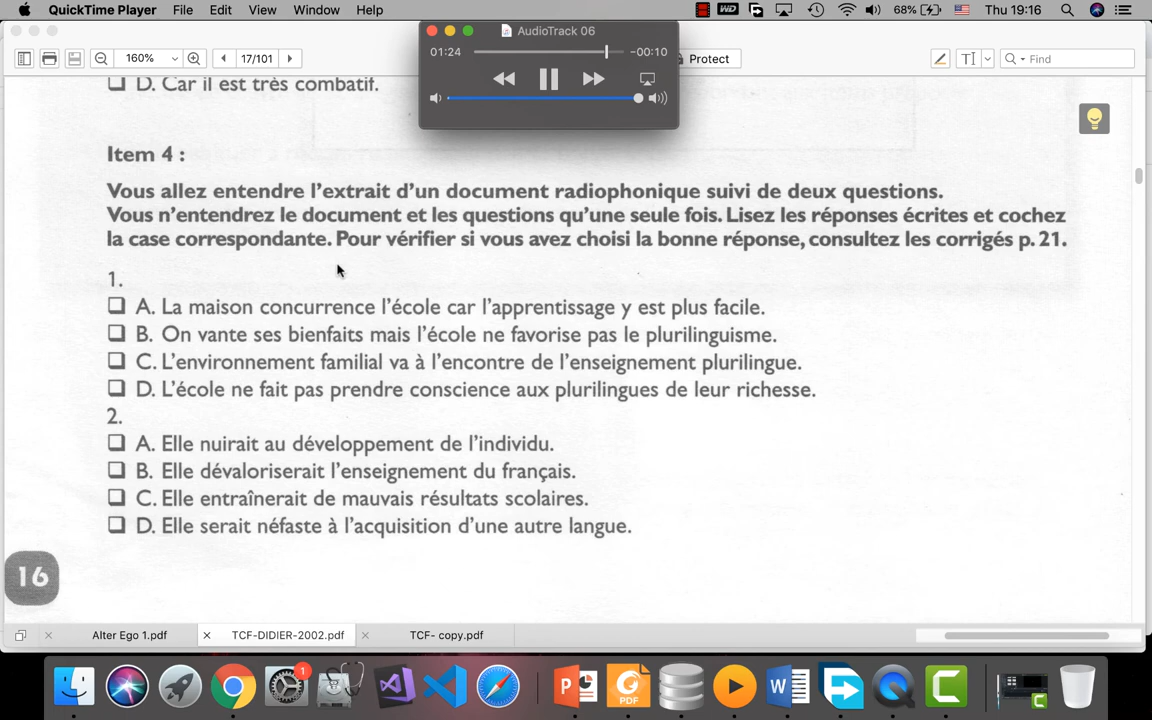 QuickTime Player File Edit View Window Help 68% Thu 19:16
AudioTrack 06
01:24 -00:10
160% 17/101 Protect Find
❑ D. Car il est très combatif.
Item 4 :
Vous allez entendre l'extrait d'un document radiophonique suivi de deux questions.
Vous n'entendrez le document et les questions qu'une seule fois. Lisez les réponses écrites et cochez
la case correspondante. Pour vérifier si vous avez choisi la bonne réponse, consultez les corrigés p. 21.
1.
❑ A. La maison concurrence l'école car l'apprentissage y est plus facile.
❑ B. On vante ses bienfaits mais l'école ne favorise pas le plurilinguisme.
❑ C. L'environnement familial va à l'encontre de l'enseignement plurilingue.
❑ D. L'école ne fait pas prendre conscience aux plurilingues de leur richesse.
2.
❑ A. Elle nuirait au développement de l'individu.
❑ B. Elle dévaloriserait l'enseignement du français.
❑ C. Elle entraînerait de mauvais résultats scolaires.
❑ D. Elle serait néfaste à l'acquisition d'une autre langue.
16
Alter Ego 1.pdf TCF-DIDIER-2002.pdf TCF- copy.pdf
1 P PDF W C